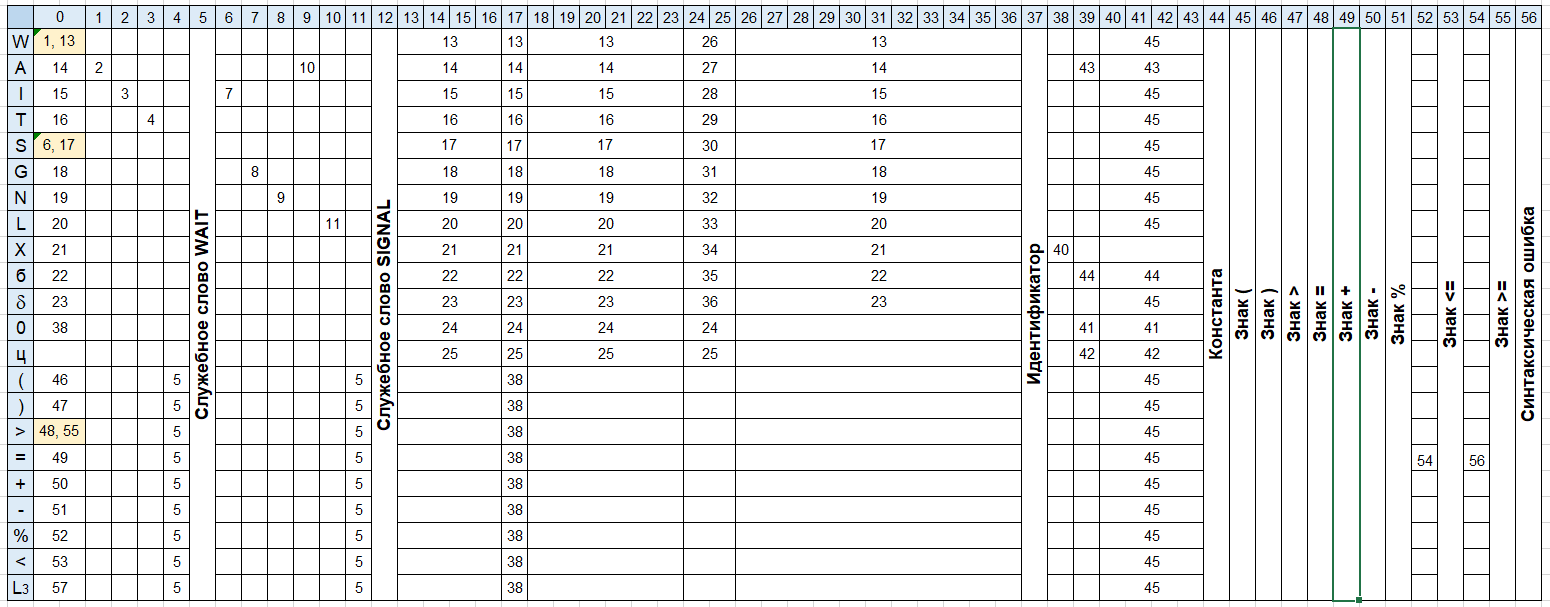 0 1 2 3 4 5 6 7 8 9 10 11 12 13 14 15 16 17 18 19 20 21 22 23 24 25 26 27 28 29 30 31 32 33 34 35 36 37 38 39 40 41 42 43 44 45 46 47 48 49 50 51 52 53 54 55 56
W 1, 13 13 13 13 26 13 45
A 14 2 10 14 14 14 27 14 43 43
I 15 3 7 15 15 15 28 15 45
T 16 4 16 16 16 29 16 45
S 6, 17 17 17 17 30 17 45
G 18 8 18 18 18 31 18 45
N 19 9 19 19 19 32 19 45
L 20 11 20 20 20 33 20 45
X 21 21 21 21 34 21 40
б 22 22 22 22 35 22 44 44
δ 23 23 23 23 36 23 45
0 38 24 24 24 24 41 41
ц 25 25 25 25 42 42
( 46 5 5 38 45
) 47 5 5 38 45
> 48, 55 5 5 38 45
= 49 5 5 38 45 54 56
+ 50 5 5 38 45
- 51 5 5 38 45
% 52 5 5 38 45
< 53 5 5 38 45
L3 57 5 5 38 45
Служебное слово WAIT
Служебное слово SIGNAL
Идентификатор
Константа
Знак (
Знак )
Знак >
Знак =
Знак +
Знак -
Знак %
Знак <=
Знак >=
Синтаксическая ошибка